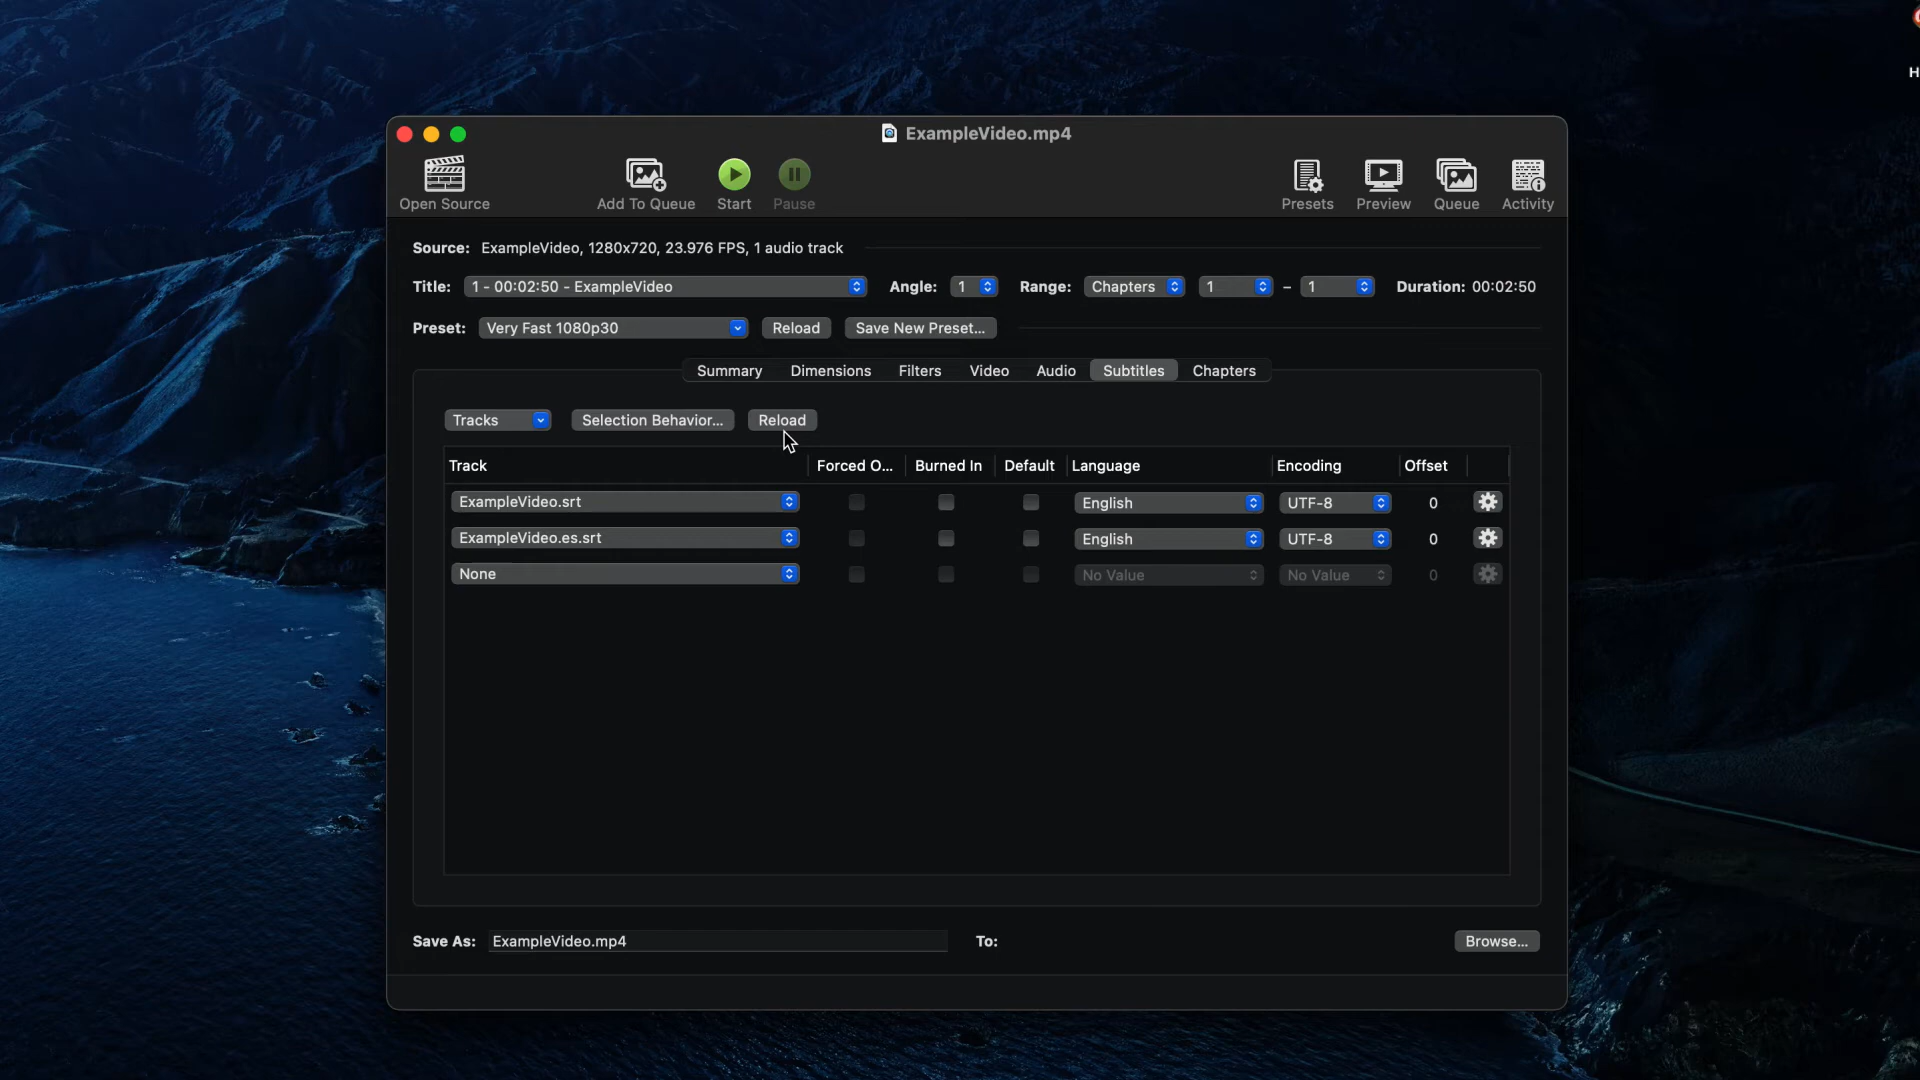 H
ExampleVideo.mp4
Open Source
Add To Queue
Start
Pause
Presets
Preview
Queue
Activity
Source: ExampleVideo, 1280x720, 23.976 FPS, 1 audio track
Title: 1 - 00:02:50 - ExampleVideo Angle: 1 Range: Chapters 1 - 1 Duration: 00:02:50
Preset: Very Fast 1080p30 Reload Save New Preset...
Summary Dimensions Filters Video Audio Subtitles Chapters
Tracks Selection Behavior... Reload
Track Forced O... Burned In Default Language Encoding Offset
ExampleVideo.srt English UTF-8 0
ExampleVideo.es.srt English UTF-8 0
None No Value No Value 0
Save As: ExampleVideo.mp4 To: Browse...